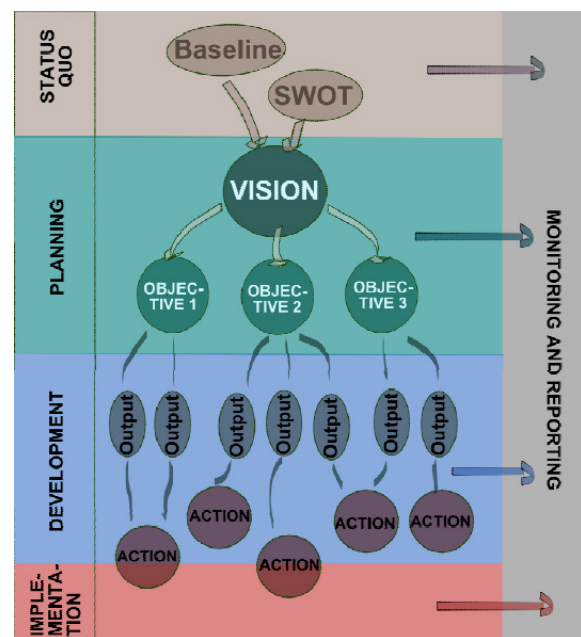 STATUS
QUO
Baseline
SWOT
PLANNING
VISION
OBJEC-
TIVE 1
OBJEC-
TIVE 2
OBJEC-
TIVE 3
DEVELOPMENT
Output
Output
Output
Output
Output
Output
Output
ACTION
ACTION
ACTION
ACTION
ACTION
IMPLE-
MENTA-
TION
MONITORING AND REPORTING